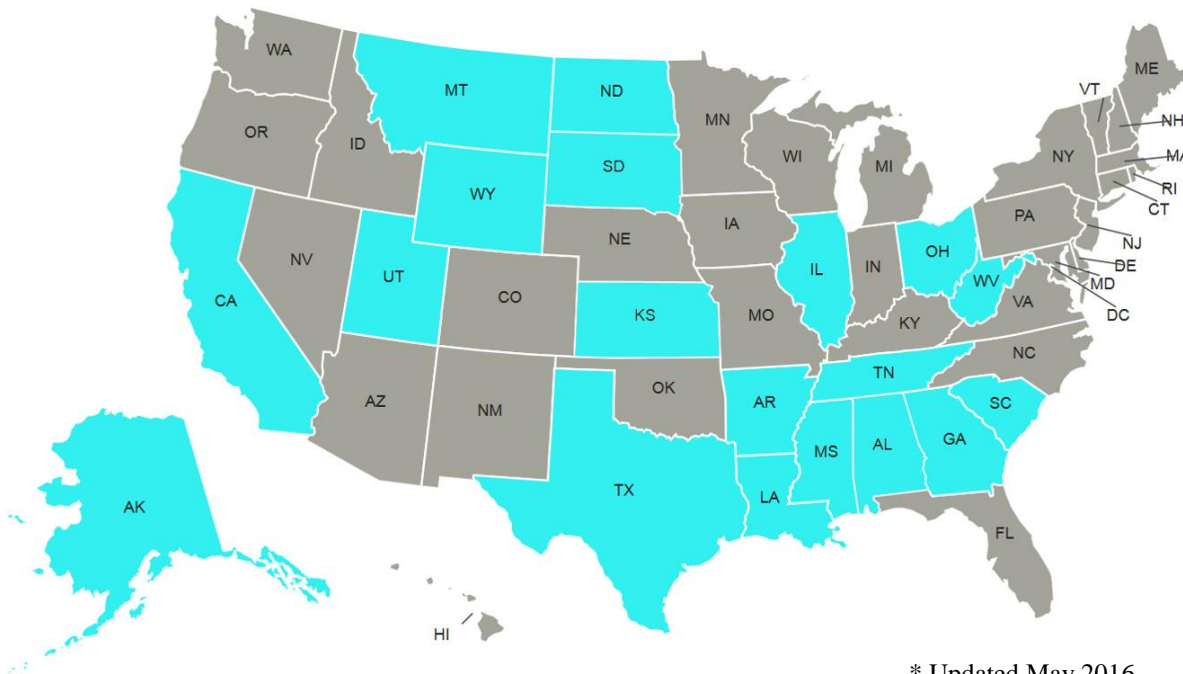 WA
MT
ND
MN
ME
VT
NH
OR
ID
WI
MI
NY
MA
SD
RI
WY
CT
PA
IA
NE
NJ
NV
OH
DE
IL
IN
UT
WV
MD
CA
CO
VA
DC
KS
MO
KY
NC
TN
OK
AZ
AR
SC
NM
MS
AL
GA
TX
LA
AK
FL
HI
* Updated May 2016